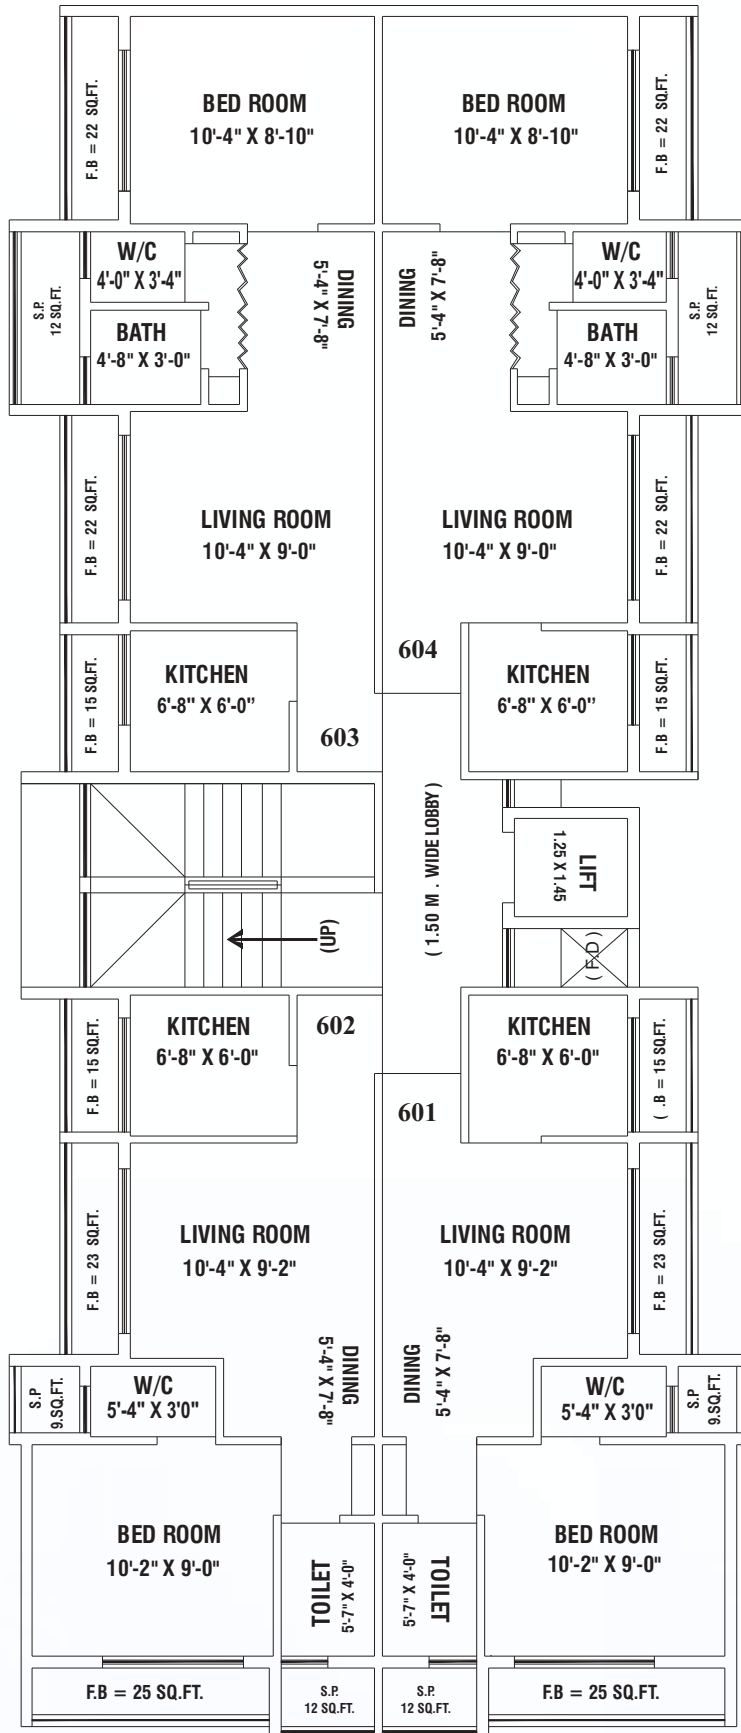 F.B = 22 SQ.FT.
BED ROOM
10'-4" X 8'-10"
BED ROOM
10'-4" X 8'-10"
F.B = 22 SQ.FT.
S.P.
12 SQ.FT.
W/C
4'-0" X 3'-4"
DINING
5'-4" X 7'-8"
DINING
5'-4" X 7'-8"
W/C
4'-0" X 3'-4"
S.P.
12 SQ.FT.
BATH
4'-8" X 3'-0"
BATH
4'-8" X 3'-0"
F.B = 22 SQ.FT.
LIVING ROOM
10'-4" X 9'-0"
LIVING ROOM
10'-4" X 9'-0"
F.B = 22 SQ.FT.
604
F.B = 15 SQ.FT.
KITCHEN
6'-8" X 6'-0"
KITCHEN
6'-8" X 6'-0"
F.B = 15 SQ.FT.
603
( 1.50 M . WIDE LOBBY )
LIFT
1.25 X 1.45
(UP)
( F.D )
602
F.B = 15 SQ.FT.
KITCHEN
6'-8" X 6'-0"
KITCHEN
6'-8" X 6'-0"
( .B = 15 SQ.FT.
601
F.B = 23 SQ.FT.
LIVING ROOM
10'-4" X 9'-2"
LIVING ROOM
10'-4" X 9'-2"
F.B = 23 SQ.FT.
DINING
5'-4" X 7'-8"
DINING
5'-4" X 7'-8"
S.P
9.SQ.FT.
W/C
5'-4" X 3'0"
W/C
5'-4" X 3'0"
S.P
9.SQ.FT.
BED ROOM
10'-2" X 9'-0"
BED ROOM
10'-2" X 9'-0"
TOILET
5'-7" X 4'-0"
TOILET
5'-7" X 4'-0"
F.B = 25 SQ.FT.
S.P.
12 SQ.FT.
S.P.
12 SQ.FT.
F.B = 25 SQ.FT.